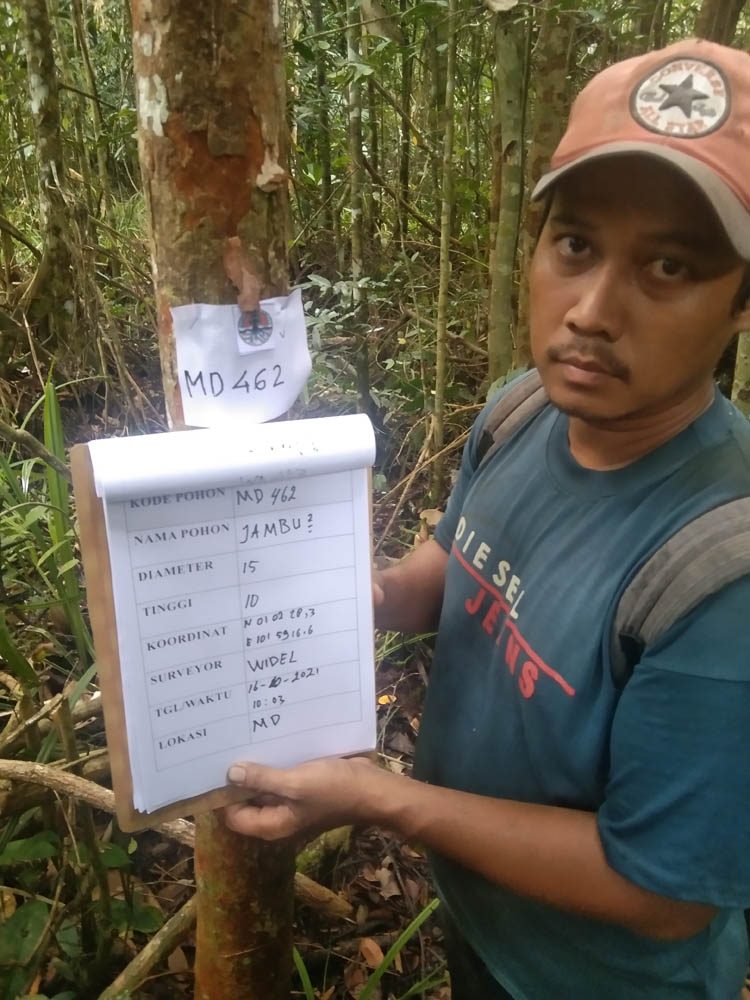 CONVERSE
ALL STAR
MD 462
KODE POHON MD 462
NAMA POHON JAMBU2
DIAMETER 15
TINGGI 10
KOORDINAT N 01 02 28,3
E 101 59 16.6
SURVEYOR WIDEL
TGL/WAKTU 16-10-2021
10:03
LOKASI MD
DIESEL
JEANS